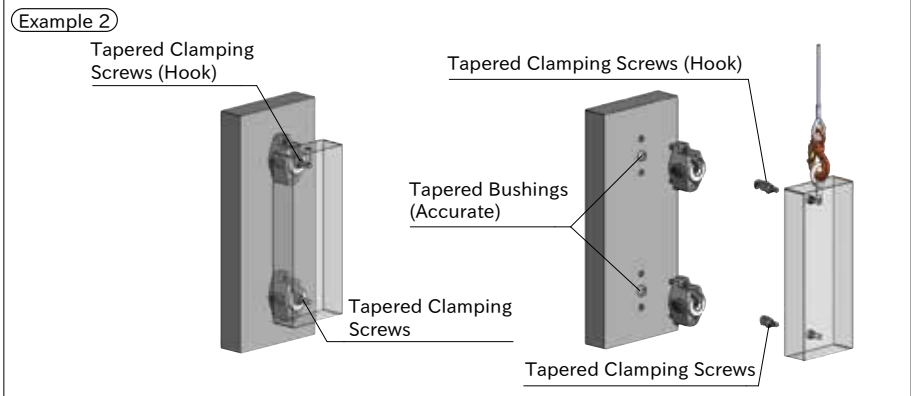 Example 2
Tapered Clamping
Screws (Hook)
Tapered Clamping
Screws
Tapered Clamping Screws (Hook)
Tapered Bushings
(Accurate)
Tapered Clamping Screws